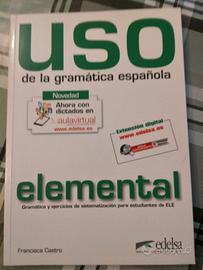 uso
de la gramática española
Novedad
Ahora con
dictados en
aulavirtual
www.edelsa.es
Extensión digital
www.edelsa.es
elemental
Gramática y ejercicios de sistematización para estudiantes de ELE
Francisca Castro
edelsa